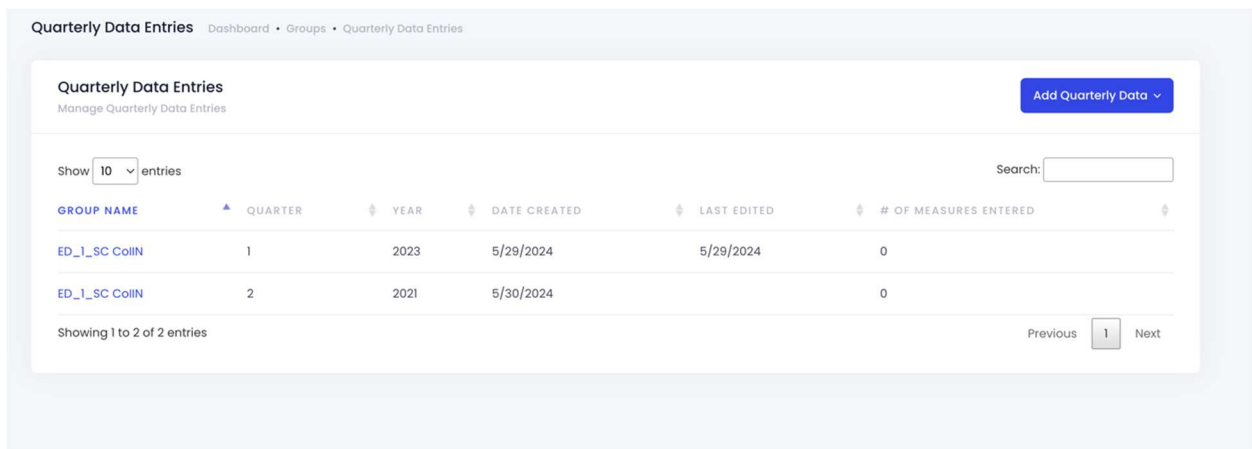 Quarterly Data Entries Dashboard • Groups • Quarterly Data Entries
Quarterly Data Entries
Manage Quarterly Data Entries
Add Quarterly Data
Show 10 entries
Search:
GROUP NAME QUARTER YEAR DATE CREATED LAST EDITED # OF MEASURES ENTERED
ED_1_SC CoIIN 1 2023 5/29/2024 5/29/2024 0
ED_1_SC CoIIN 2 2021 5/30/2024 0
Showing 1 to 2 of 2 entries
Previous 1 Next